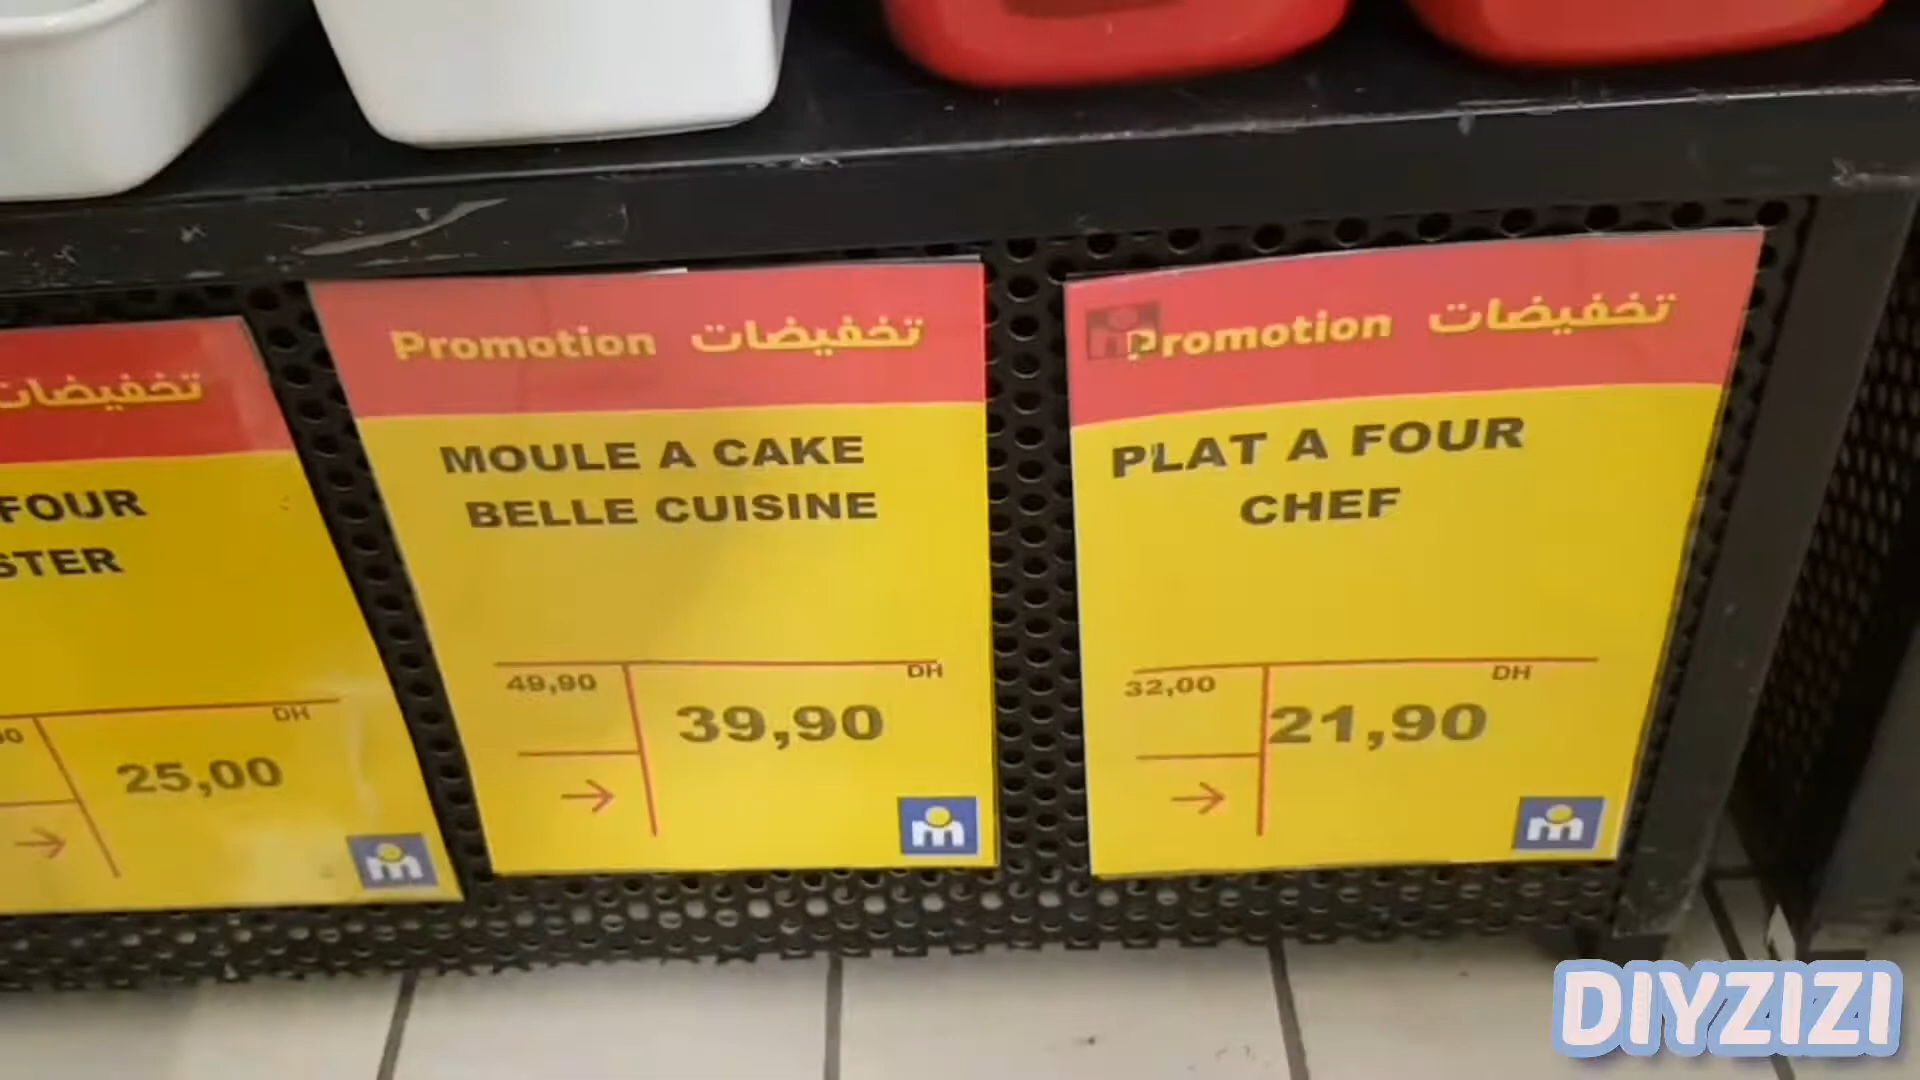 تخفيضات
FOUR
DH
25,00
Promotion تخفيضات
MOULE A CAKE
BELLE CUISINE
49,90
DH
39,90
m
Promotion تخفيضات
PLAT A FOUR
CHEF
32,00
DH
21,90
m
DIYZIZI